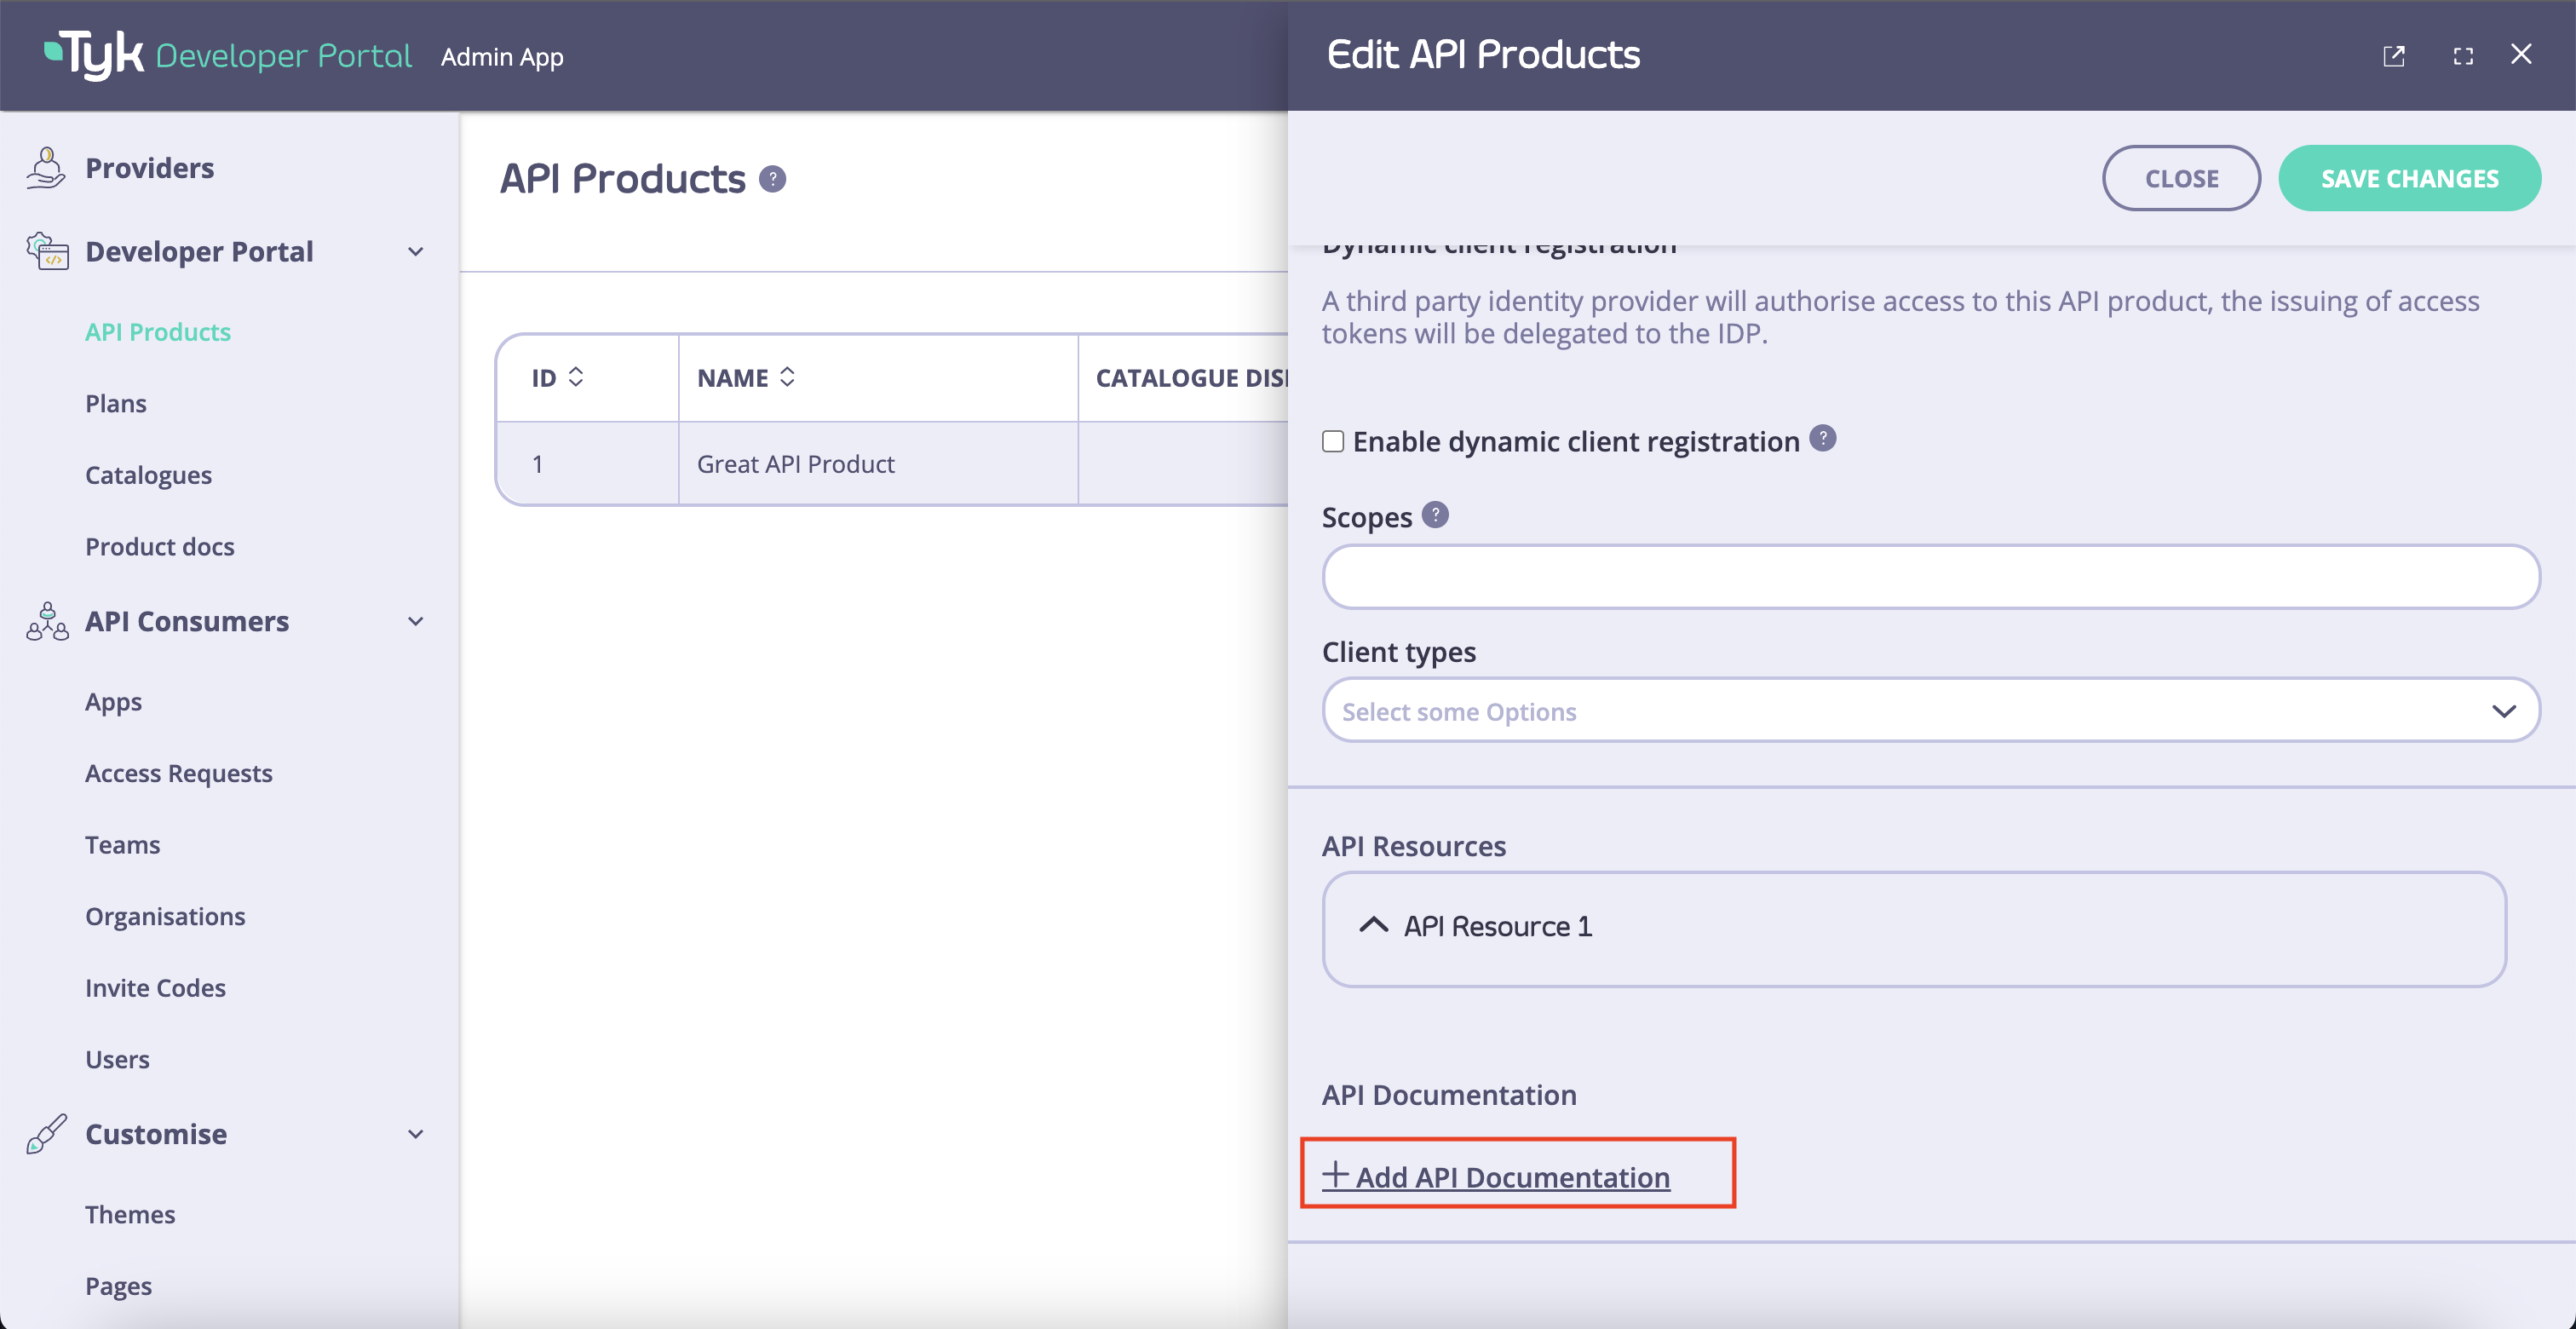 Tyk Developer Portal Admin App
Providers
Developer Portal
API Products
Plans
Catalogues
Product docs
API Consumers
Apps
Access Requests
Teams
Organisations
Invite Codes
Users
Customise
Themes
Pages
API Products ?
ID NAME CATALOGUE DIS
1 Great API Product
Edit API Products
CLOSE SAVE CHANGES
Dynamic client registration
A third party identity provider will authorise access to this API product, the issuing of access
tokens will be delegated to the IDP.
Enable dynamic client registration ?
Scopes ?
Client types
Select some Options
API Resources
API Resource 1
API Documentation
+ Add API Documentation